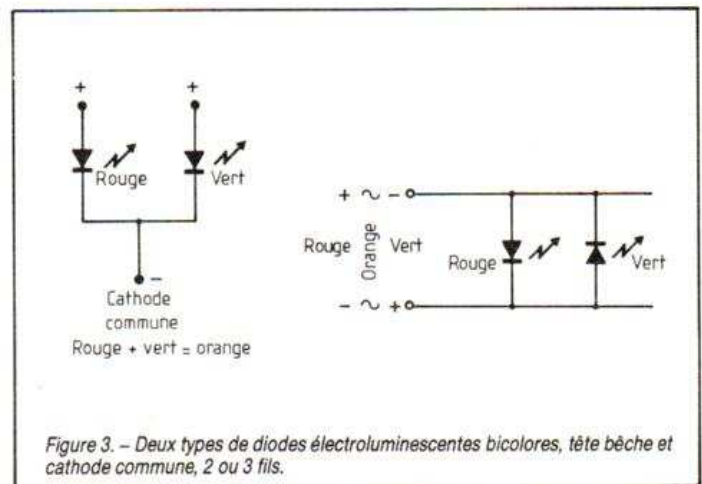 + +
Rouge Vert
-
Cathode
commune
Rouge + vert = orange
+ ~ -
Rouge Orange Vert
- ~ +
Rouge Vert
Figure 3. – Deux types de diodes électroluminescentes bicolores, tête bêche et
cathode commune, 2 ou 3 fils.